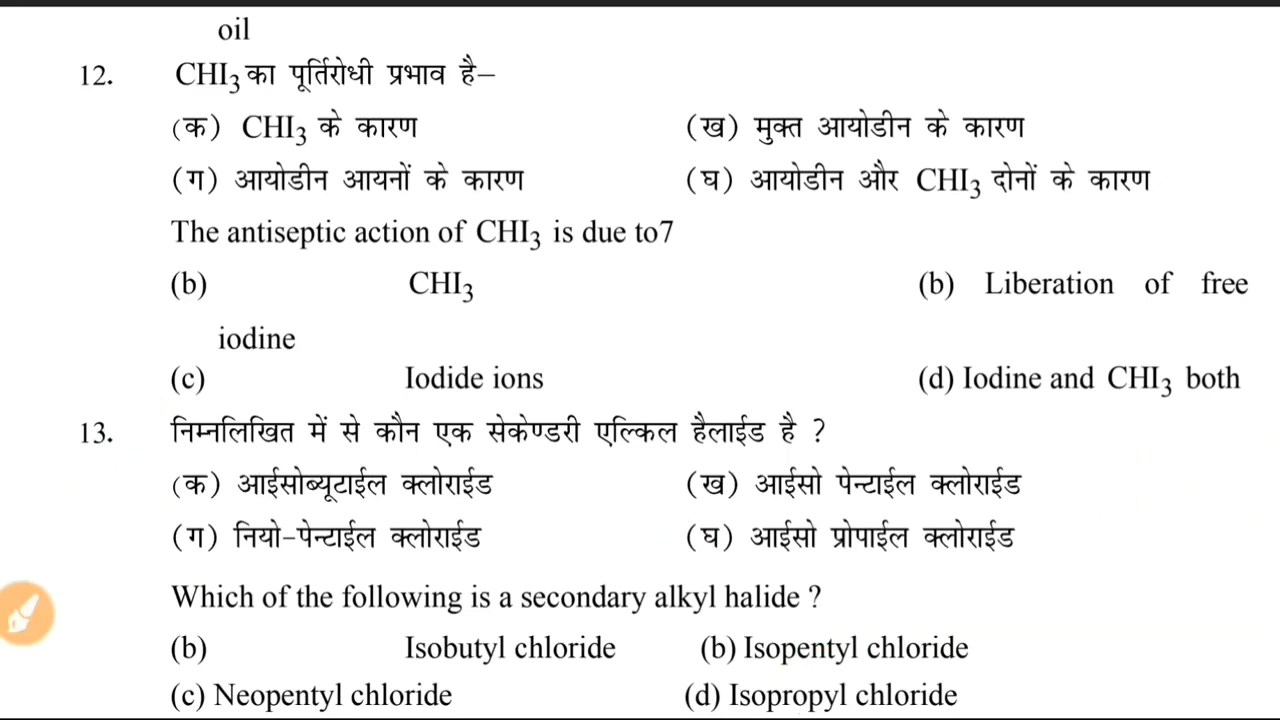 oil
12. CHI₃ का पूर्तिरोधी प्रभाव है–
(क) CHI₃ के कारण (ख) मुक्त आयोडीन के कारण
(ग) आयोडीन आयनों के कारण (घ) आयोडीन और CHI₃ दोनों के कारण
The antiseptic action of CHI₃ is due to7
(b) CHI₃ (b) Liberation of free
iodine
(c) Iodide ions (d) Iodine and CHI₃ both
13. निम्नलिखित में से कौन एक सेकेण्डरी एल्किल हैलाईड है ?
(क) आईसोब्यूटाईल क्लोराईड (ख) आईसो पेन्टाईल क्लोराईड
(ग) नियो-पेन्टाईल क्लोराईड (घ) आईसो प्रोपाईल क्लोराईड
Which of the following is a secondary alkyl halide ?
(b) Isobutyl chloride (b) Isopentyl chloride
(c) Neopentyl chloride (d) Isopropyl chloride